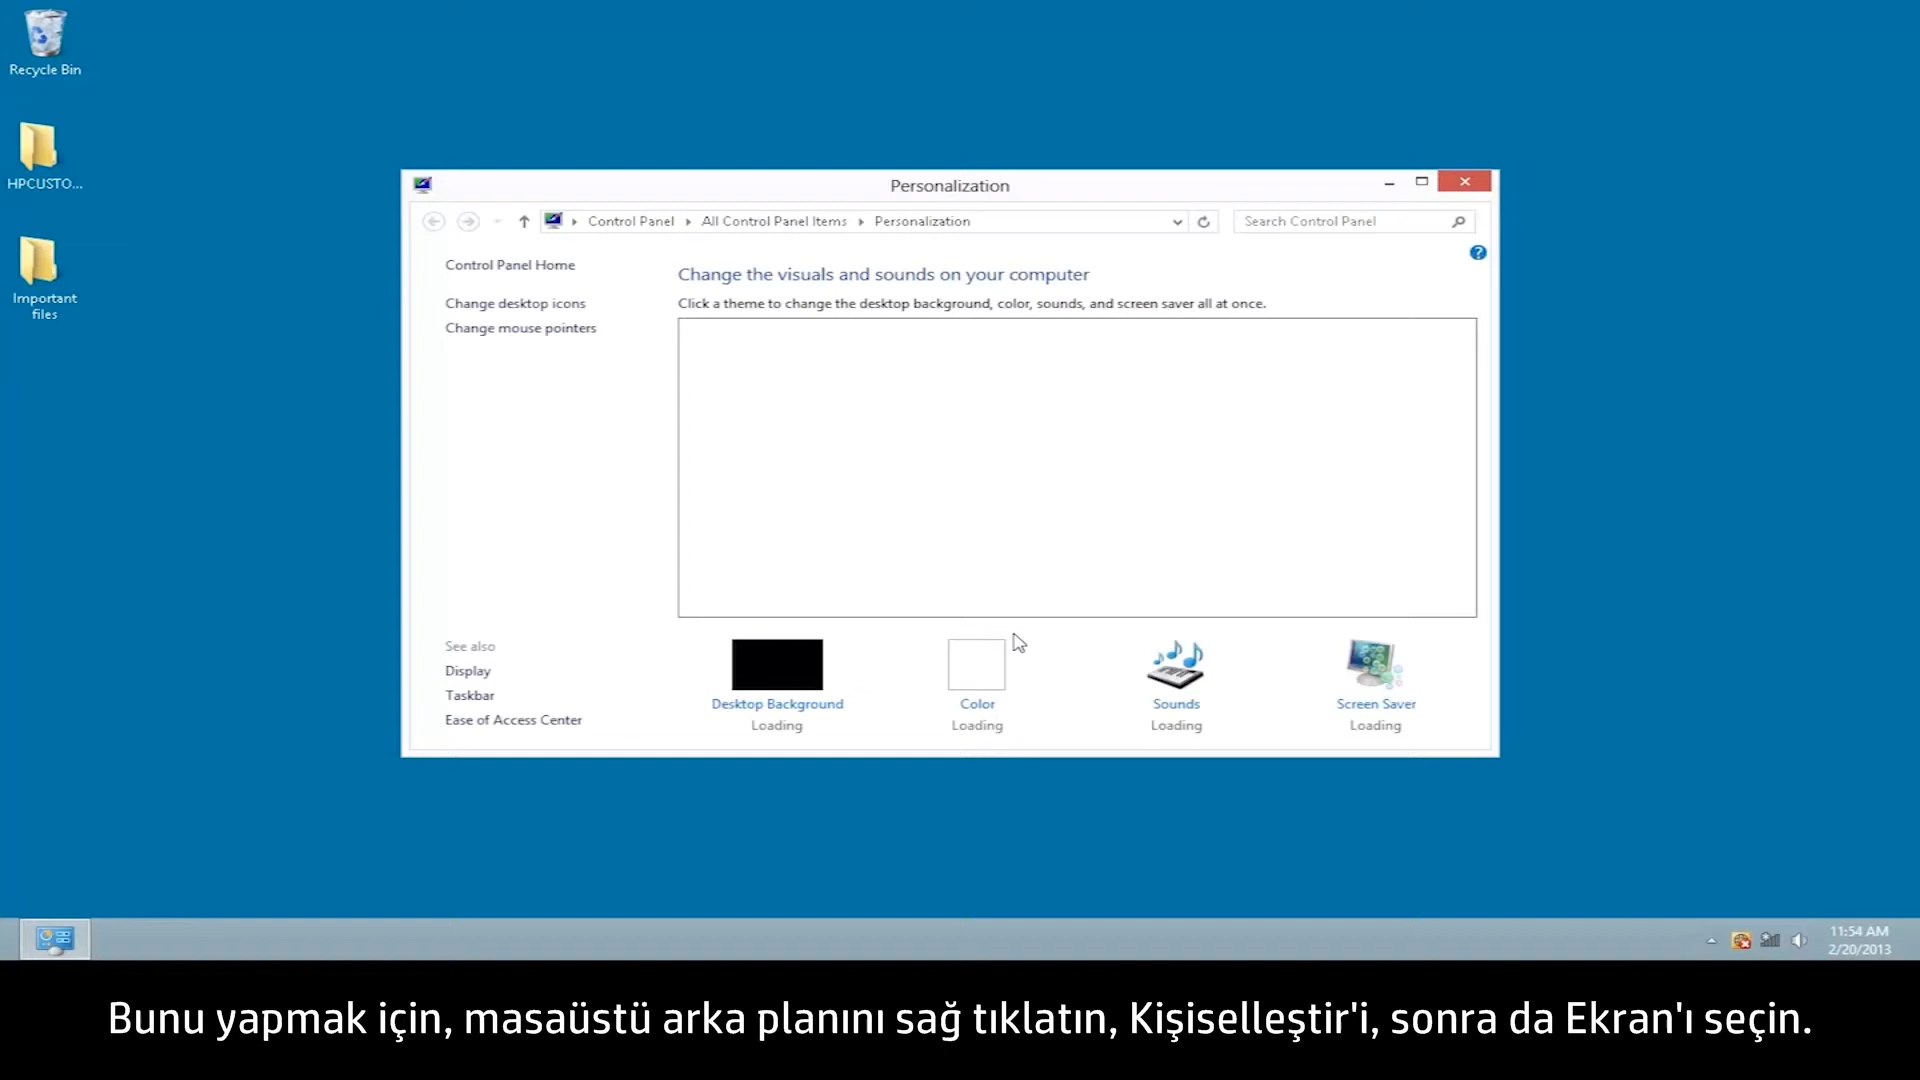 Recycle Bin
HPCUSTO...
Important
files
Personalization
Control Panel
All Control Panel Items
Personalization
Search Control Panel
Control Panel Home
Change desktop icons
Change mouse pointers
Change the visuals and sounds on your computer
Click a theme to change the desktop background, color, sounds, and screen saver all at once.
See also
Display
Taskbar
Ease of Access Center
Desktop Background
Loading
Color
Loading
Sounds
Loading
Screen Saver
Loading
11:54 AM
2/20/2013
Bunu yapmak için, masaüstü arka planını sağ tıklatın, Kişiselleştir'i, sonra da Ekran'ı seçin.